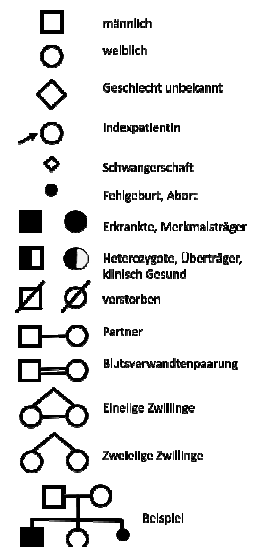 männlich
weiblich
Geschlecht unbekannt
Indexpatientin
Schwangerschaft
Fehlgeburt, Abort
Erkrankte, Merkmalsträger
Heterozygote, Überträger,
klinisch Gesund
verstorben
Partner
Blutsverwandtenpaarung
Eineiige Zwillinge
Zweieiige Zwillinge
Beispiel